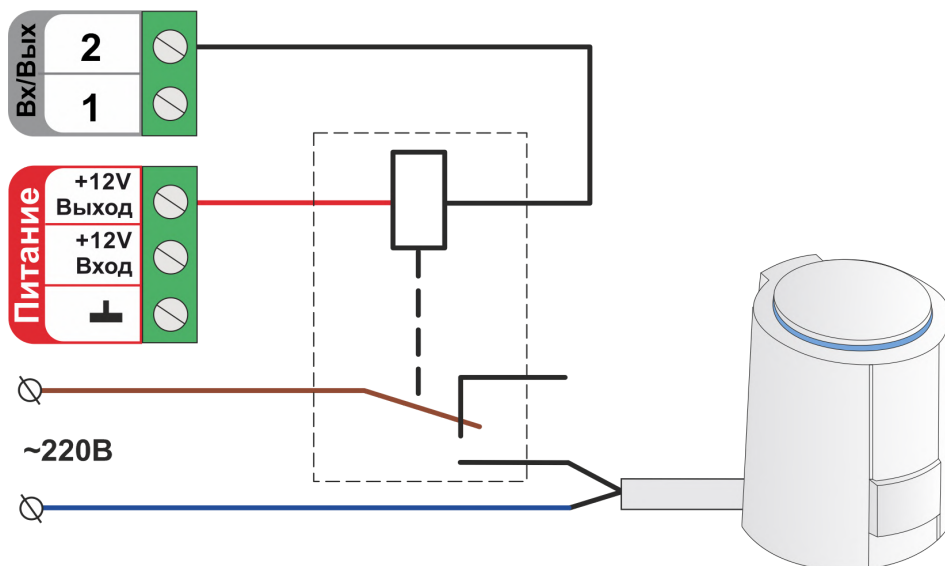 Вх/Вых
2
1
Питание
+12V
Выход
+12V
Вход
~220В